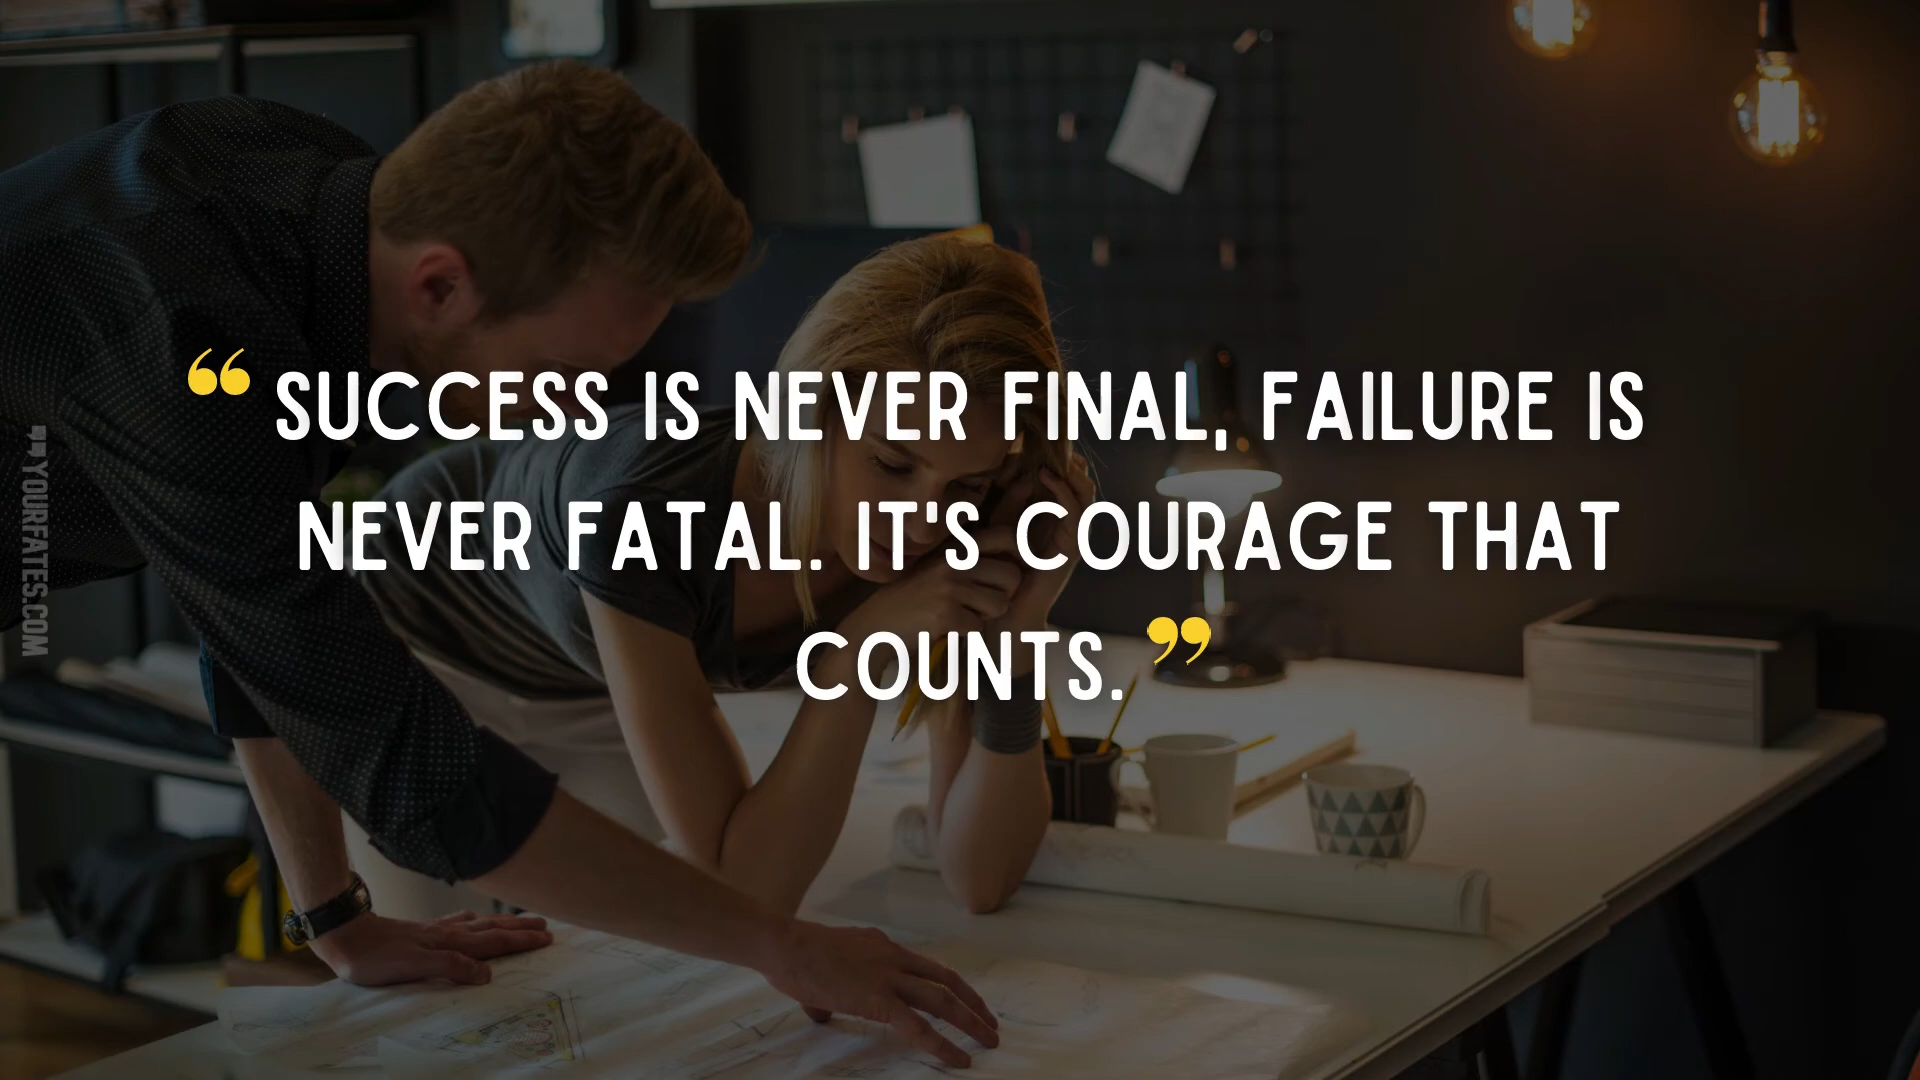 “ SUCCESS IS NEVER FINAL, FAILURE IS
NEVER FATAL. IT'S COURAGE THAT
COUNTS. ”
❞YOURFATES.COM